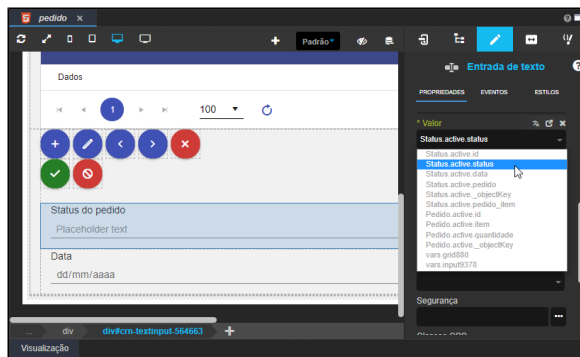 pedido ×
Padrão
Entrada de texto
PROPRIEDADES EVENTOS ESTILOS
Dados
1 100
* Valor
Status.active.status
Status.active.id
Status.active.status
Status.active.data
Status.active.pedido
Status.active._objectKey
Status.active.pedido_item
Pedido.active.id
Pedido.active.item
Pedido.active.quantidade
Pedido.active._objectKey
vars.grid880
vars.input9378
Status do pedido
Placeholder text
Data
dd/mm/aaaa
Segurança
... div div#crn-textinput-564663
Visualização